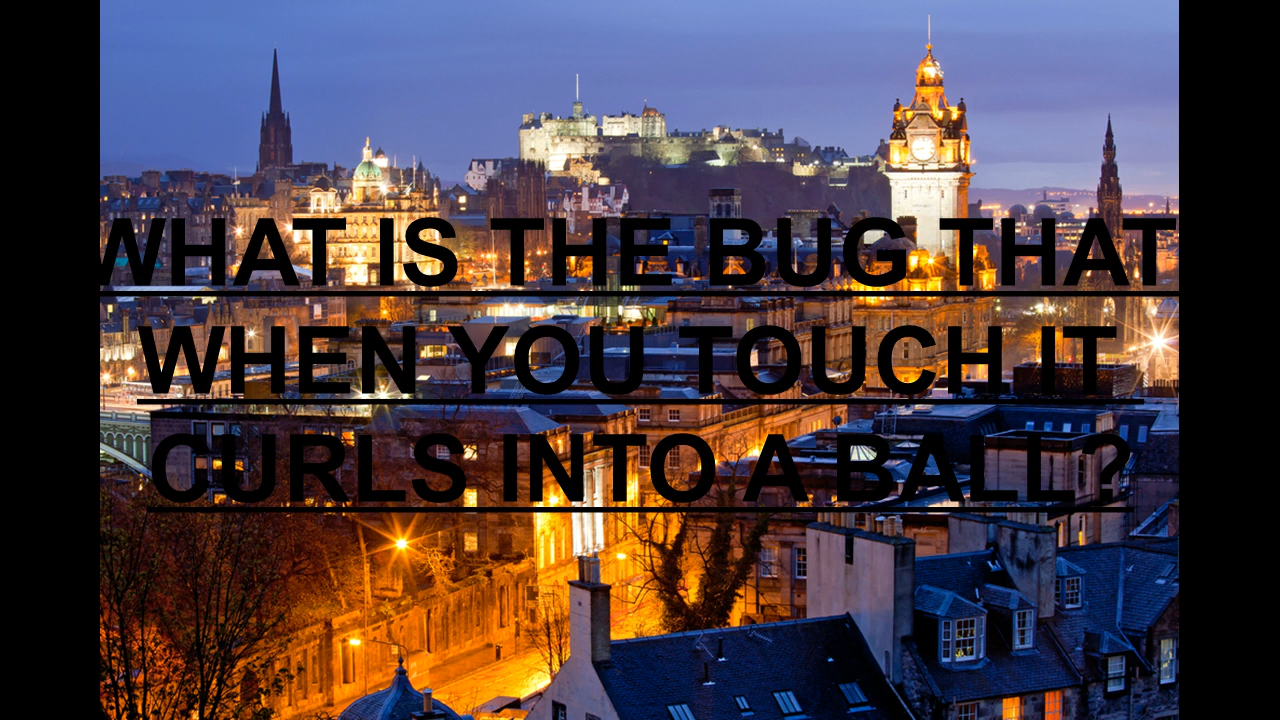 WHAT IS THE BUG THAT
WHEN YOU TOUCH IT
CURLS INTO A BALL?